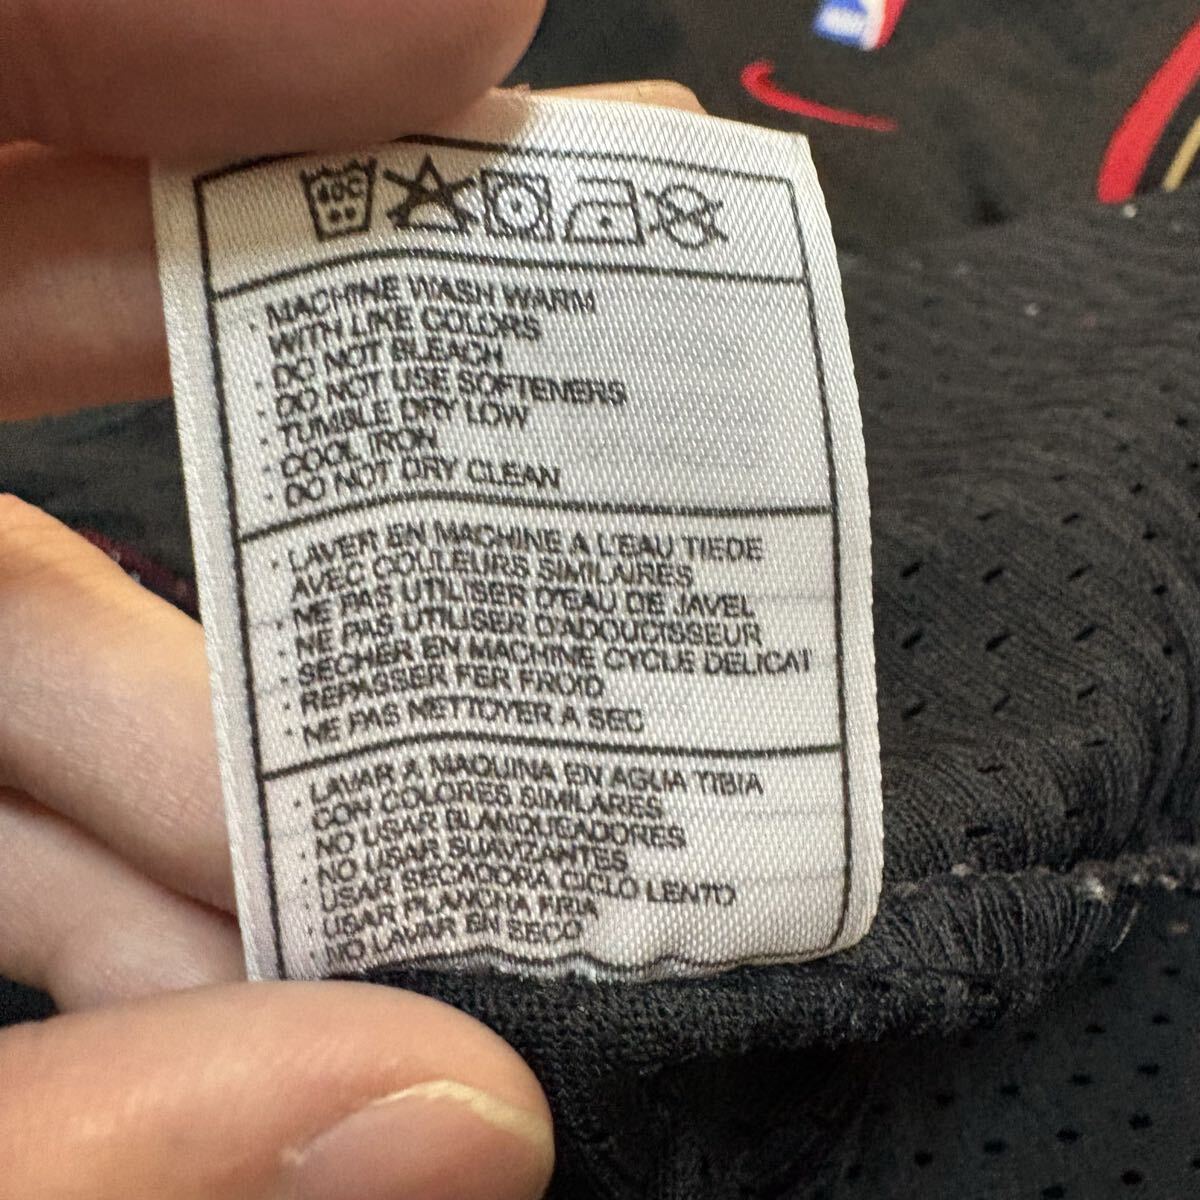 40C
· MACHINE WASH WARM
WITH LIKE COLORS
· DO NOT BLEACH
· DO NOT USE SOFTENERS
· TUMBLE DRY LOW
· COOL IRON
· DO NOT DRY CLEAN
· LAVER EN MACHINE A L'EAU TIEDE
AVEC COULEURS SIMILAIRES
· NE PAS UTILISER D'EAU DE JAVEL
· NE PAS UTILISER D'ADOUCISSEUR
· SECHER EN MACHINE CYCLE DELICAT
· REPASSER FER FROID
· NE PAS NETTOYER A SEC
· LAVAR A MAQUINA EN AGUA TIBIA
CON COLORES SIMILARES
· NO USAR BLANQUEADORES
· NO USAR SUAVIZANTES
· USAR SECADORA CICLO LENTO
· USAR PLANCHA FRIA
· NO LAVAR EN SECO